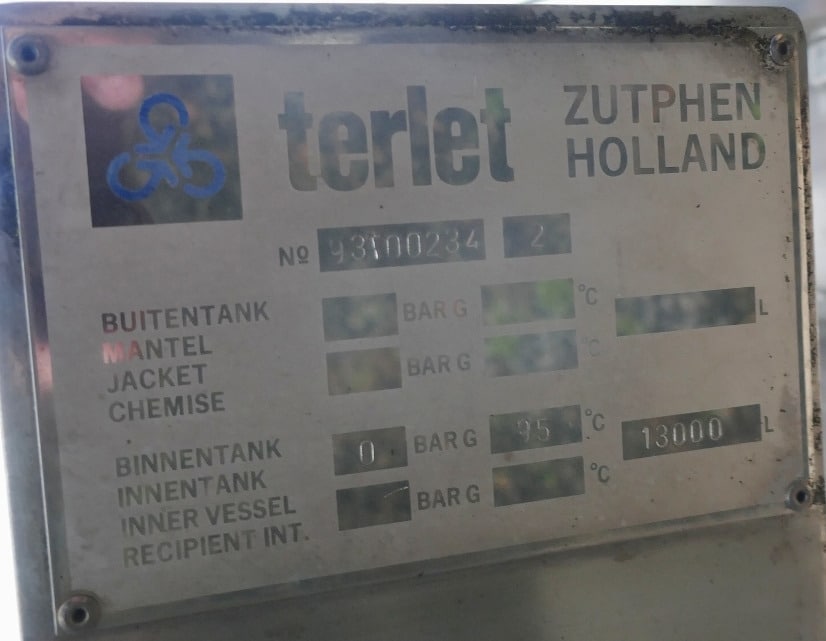 terlet
ZUTPHEN
HOLLAND
Nº 93T00234 2
BUITENTANK BAR G °C L
MANTEL
JACKET BAR G °C
CHEMISE
BINNENTANK 0 BAR G 95 °C 13000 L
INNENTANK
INNER VESSEL BAR G °C
RECIPIENT INT.